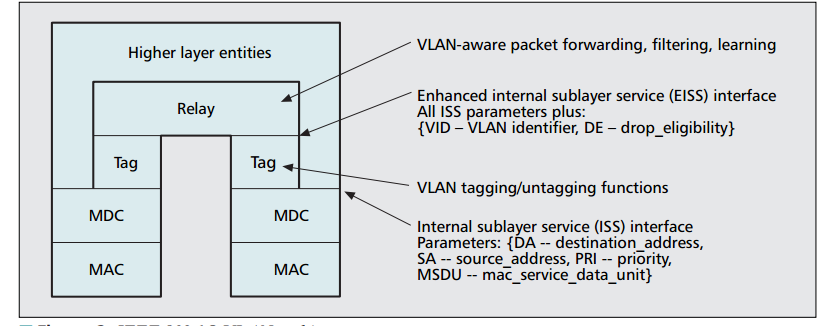 Higher layer entities
Relay
Tag
Tag
MDC
MDC
MAC
MAC
VLAN-aware packet forwarding, filtering, learning
Enhanced internal sublayer service (EISS) interface
All ISS parameters plus:
{VID – VLAN identifier, DE – drop_eligibility}
VLAN tagging/untagging functions
Internal sublayer service (ISS) interface
Parameters: {DA -- destination_address,
SA -- source_address, PRI -- priority,
MSDU -- mac_service_data_unit}